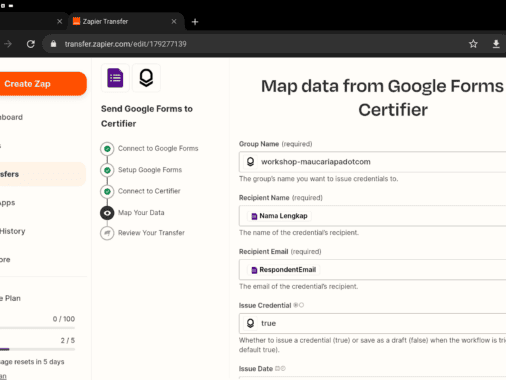 Zapier Transfer
transfer.zapier.com/edit/179277139
Create Zap
hboard
s
sfers
Apps
History
ore
e Plan
0 / 100
2 / 5
sage resets in 5 days
an
Send Google Forms to
Certifier
Connect to Google Forms
Setup Google Forms
Connect to Certifier
Map Your Data
Review Your Transfer
Map data from Google Forms
Certifier
Group Name (required)
workshop-maucariapadotcom
The group's name you want to issue credentials to.
Recipient Name (required)
Nama Lengkap
The name of the credential's recipient.
Recipient Email (required)
RespondentEmail
The email of the credential's recipient.
Issue Credential
true
Whether to issue a credential (true) or save as a draft (false) when the workflow is trig
default true).
Issue Date